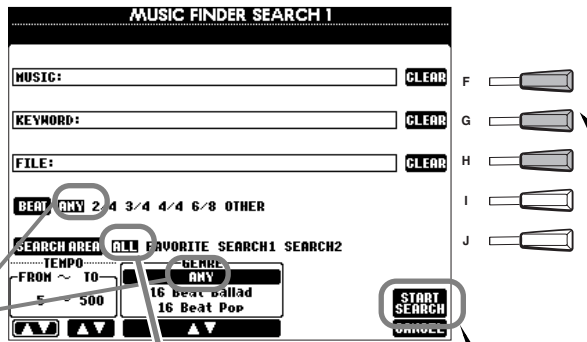 MUSIC FINDER SEARCH 1
MUSIC: CLEAR F
KEYWORD: CLEAR G
FILE: CLEAR H
BEAT ANY 2/4 3/4 4/4 6/8 OTHER I
SEARCH AREA ALL FAVORITE SEARCH1 SEARCH2 J
TEMPO GENRE
FROM ~ TO ANY
5 ~ 500 16 Beat Ballad START
16 Beat Pop SEARCH
CANCEL